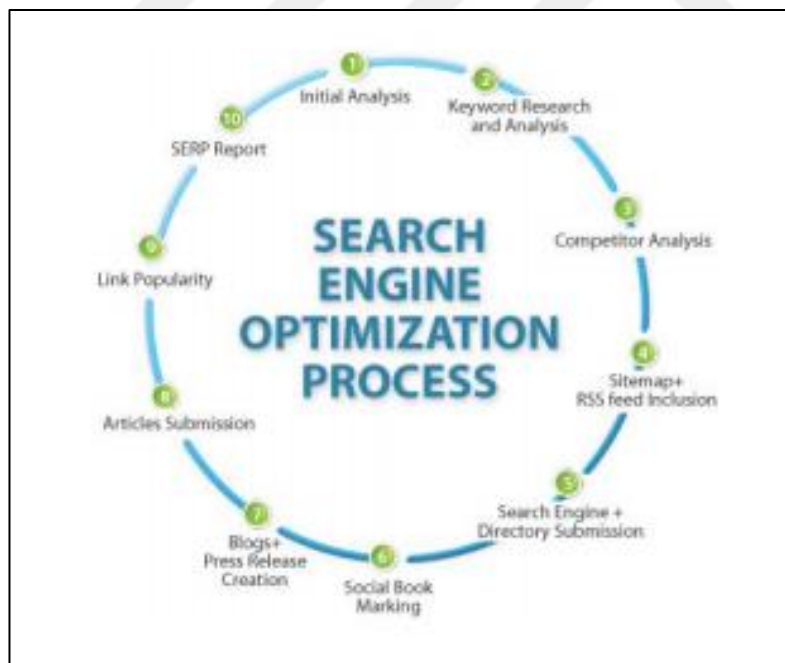 1
Initial Analysis
2
Keyword Research
and Analysis
3
Competitor Analysis
4
Sitemap+
RSS feed Inclusion
5
Search Engine +
Directory Submission
6
Social Book
Marking
7
Blogs+
Press Release
Creation
8
Articles Submission
9
Link Popularity
10
SERP Report
SEARCH
ENGINE
OPTIMIZATION
PROCESS